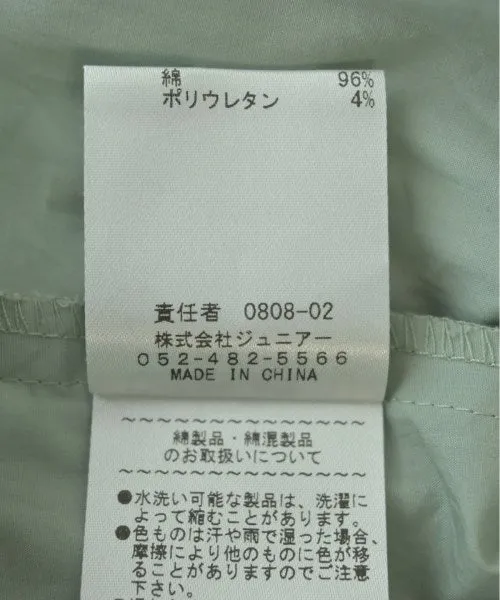 綿 96%
ポリウレタン 4%
責任者 0808-02
株式会社ジュニアー
052-482-5566
MADE IN CHINA
～～～～～～～～～～～～～～～
綿製品・綿混製品
のお取扱いについて
～～～～～～～～～～～～～～～
●水洗い可能な製品は、洗濯に
よって縮むことがあります。
●色ものは汗や雨で湿った場合、
摩擦により他のものに色が移
ることがありますのでご注意
下さい。